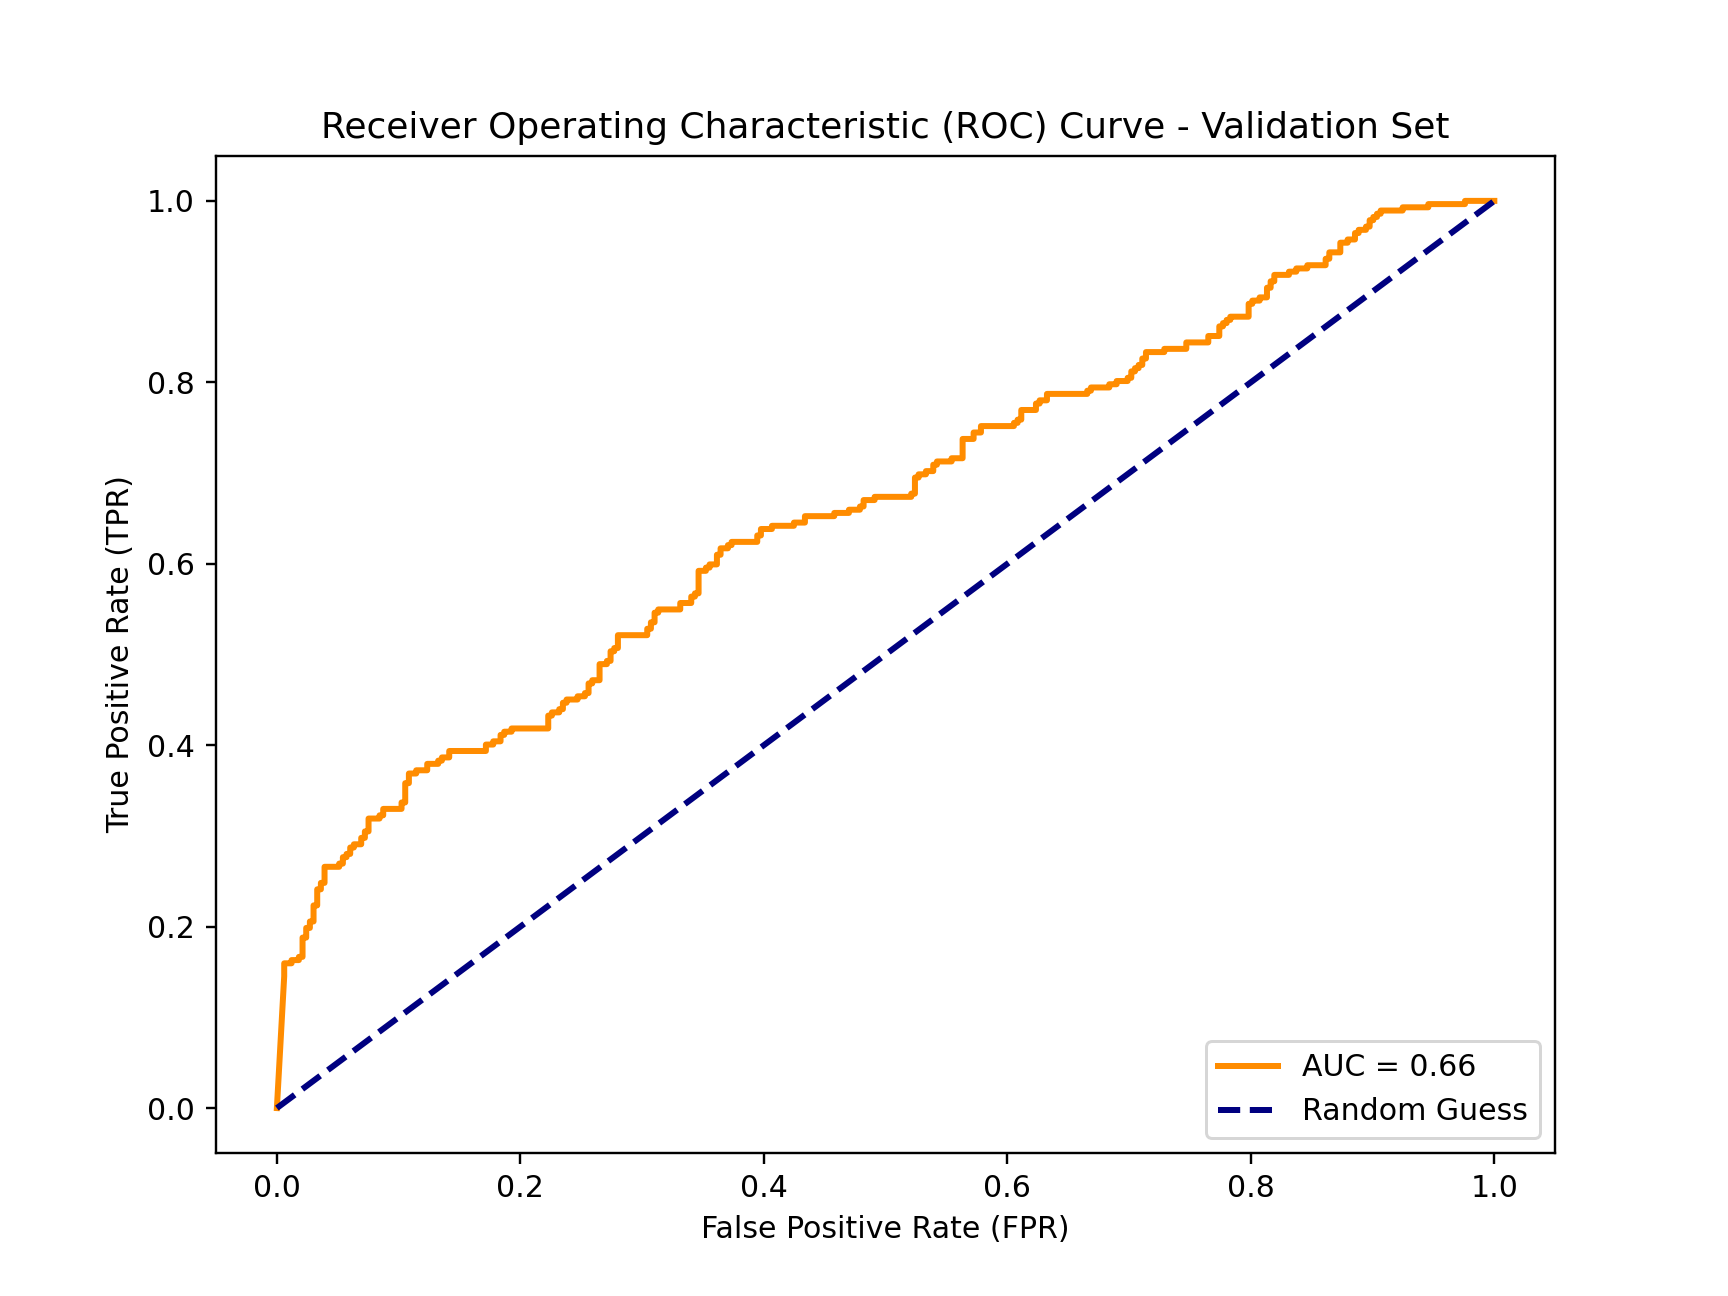 Receiver Operating Characteristic (ROC) Curve - Validation Set
1.0
0.8
0.6
0.4
0.2
0.0
True Positive Rate (TPR)
0.0 0.2 0.4 0.6 0.8 1.0
False Positive Rate (FPR)
AUC = 0.66
Random Guess